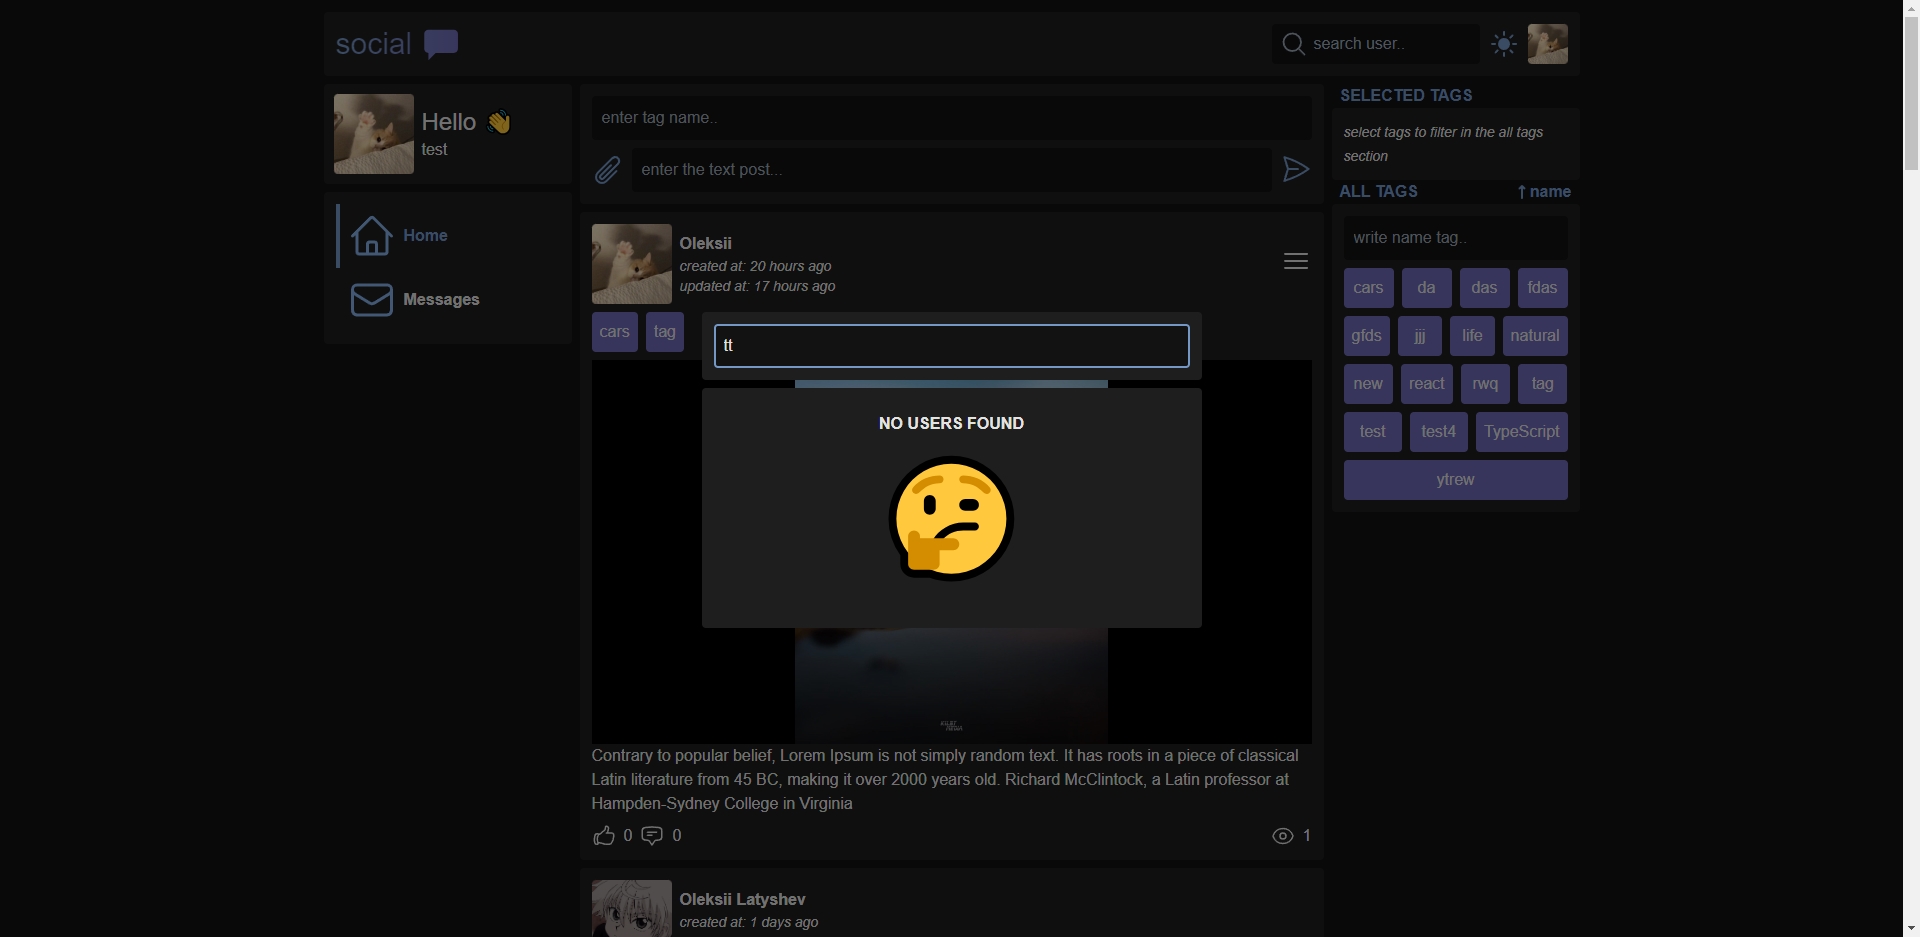 social
search user..
Hello 👋
test
Home
Messages
enter tag name..
enter the text post...
Oleksii
created at: 20 hours ago
updated at: 17 hours ago
cars tag
tt
NO USERS FOUND
Contrary to popular belief, Lorem Ipsum is not simply random text. It has roots in a piece of classical
Latin literature from 45 BC, making it over 2000 years old. Richard McClintock, a Latin professor at
Hampden-Sydney College in Virginia
0 0 1
Oleksii Latyshev
created at: 1 days ago
SELECTED TAGS
select tags to filter in the all tags
section
ALL TAGS ↑ name
write name tag..
cars da das fdas
gfds jjj life natural
new react rwq tag
test test4 TypeScript
ytrew